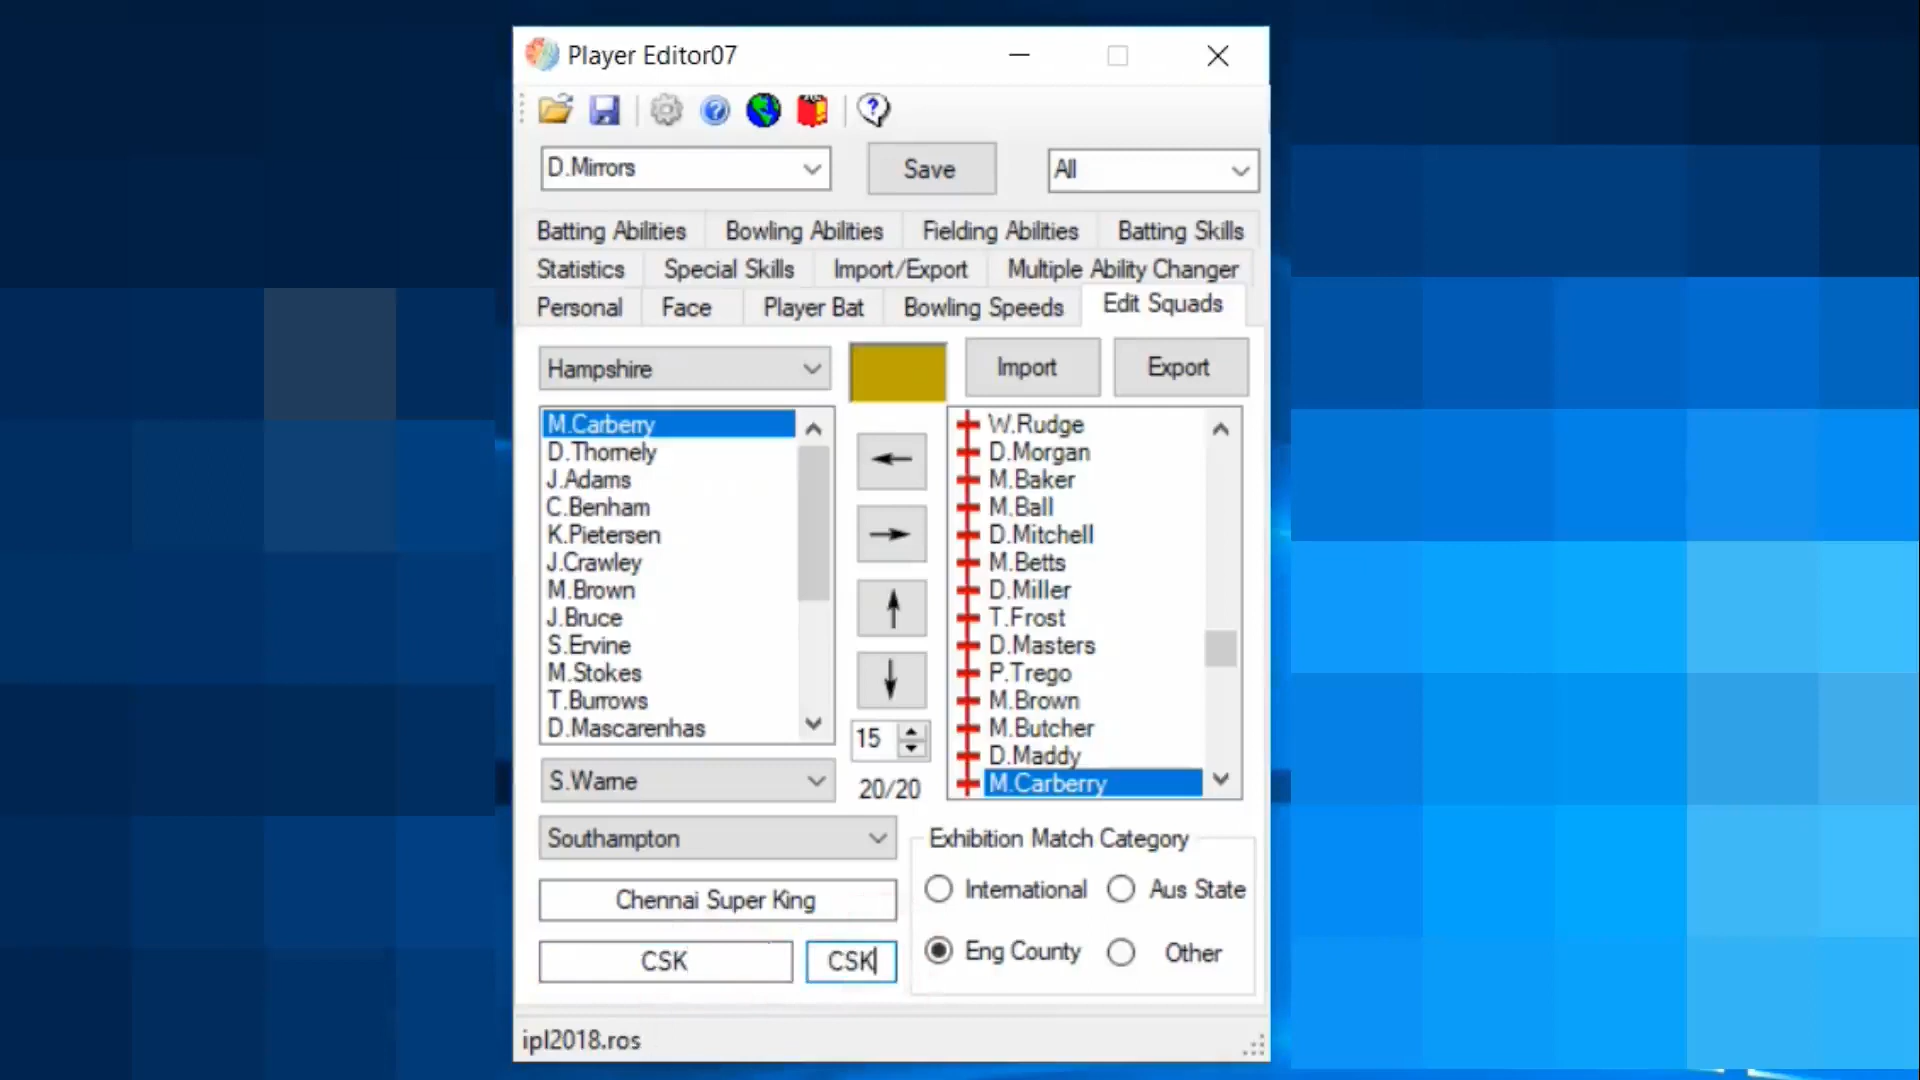 Player Editor07
D.Mirrors
Save
All
Batting Abilities
Bowling Abilities
Fielding Abilities
Batting Skills
Statistics
Special Skills
Import/Export
Multiple Ability Changer
Personal
Face
Player Bat
Bowling Speeds
Edit Squads
Hampshire
Import
Export
M.Carberry
D.Thornely
J.Adams
C.Benham
K.Pietersen
J.Crawley
M.Brown
J.Bruce
S.Ervine
M.Stokes
T.Burrows
D.Mascarenhas
15
20/20
W.Rudge
D.Morgan
M.Baker
M.Ball
D.Mitchell
M.Betts
D.Miller
T.Frost
D.Masters
P.Trego
M.Brown
M.Butcher
D.Maddy
M.Carberry
S.Warne
Southampton
Chennai Super King
CSK
CSK
Exhibition Match Category
International
Aus State
Eng County
Other
ipl2018.ros